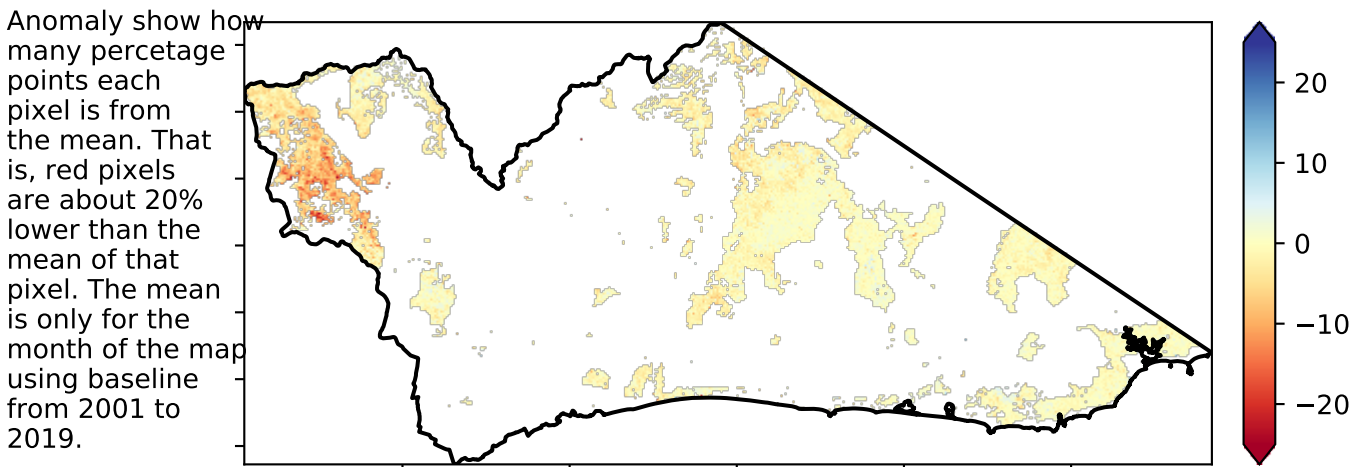 Anomaly show how
many percetage
points each
pixel is from
the mean. That
is, red pixels
are about 20%
lower than the
mean of that
pixel. The mean
is only for the
month of the map
using baseline
from 2001 to
2019.
20
10
0
−10
−20